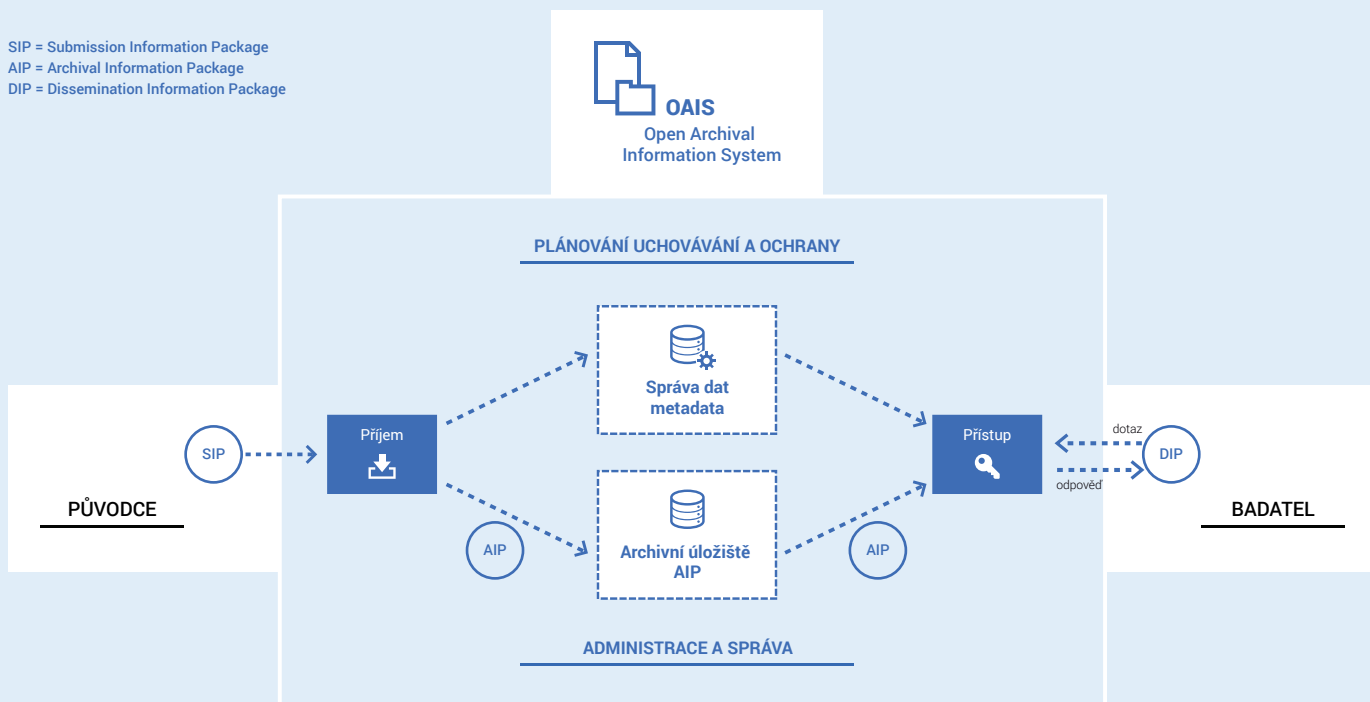 SIP = Submission Information Package
AIP = Archival Information Package
DIP = Dissemination Information Package
OAIS
Open Archival
Information System
PLÁNOVÁNÍ UCHOVÁVÁNÍ A OCHRANY
Správa dat
metadata
Příjem
Přístup
dotaz
SIP
DIP
odpověď
PŮVODCE
BADATEL
AIP
Archivní úložiště
AIP
AIP
ADMINISTRACE A SPRÁVA